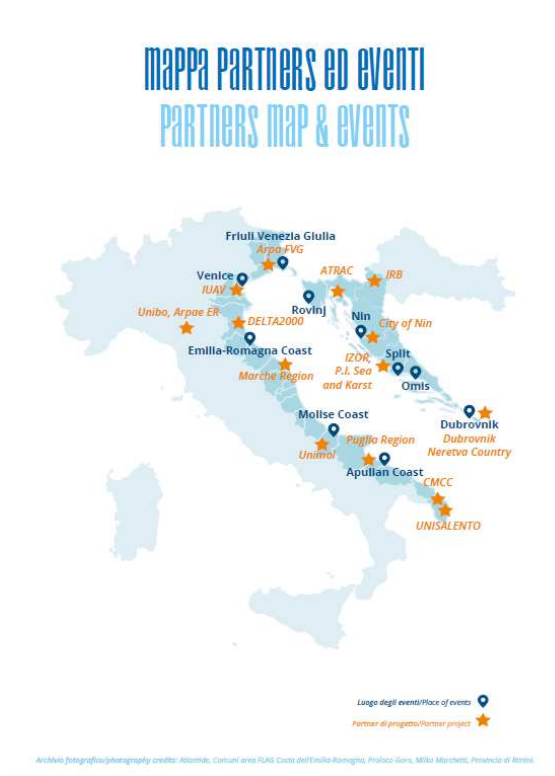 MAPPA PARTNERS ED EVENTI
PARTNERS MAP & EVENTS
Friuli Venezia Giulia
Arpa FVG
Venice
IUAV
ATRAC
IRB
Rovinj
Unibo, Arpae ER
DELTA2000
Nin
City of Nin
Emilia-Romagna Coast
IZOR,
P.I. Sea
and Karst
Split
Marche Region
Omis
Molise Coast
Dubrovnik
Dubrovnik
Neretva Country
Unimol
Puglia Region
Apulian Coast
CMCC
UNISALENTO
Luogo degli eventi/Place of events
Partner di progetto/Partner project
Archivio fotografico/photography credits: Atlantide, Comuni area FLAG Costa dell'Emilia-Romagna, Proloco Goro, Milko Marchetti, Provincia di Rimini.